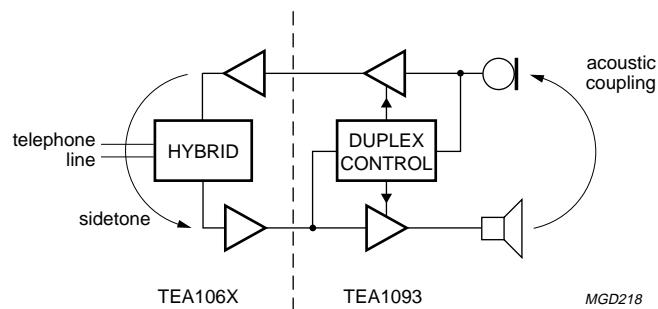 acoustic
coupling
telephone
line
HYBRID
DUPLEX
CONTROL
sidetone
TEA106X
TEA1093
MGD218